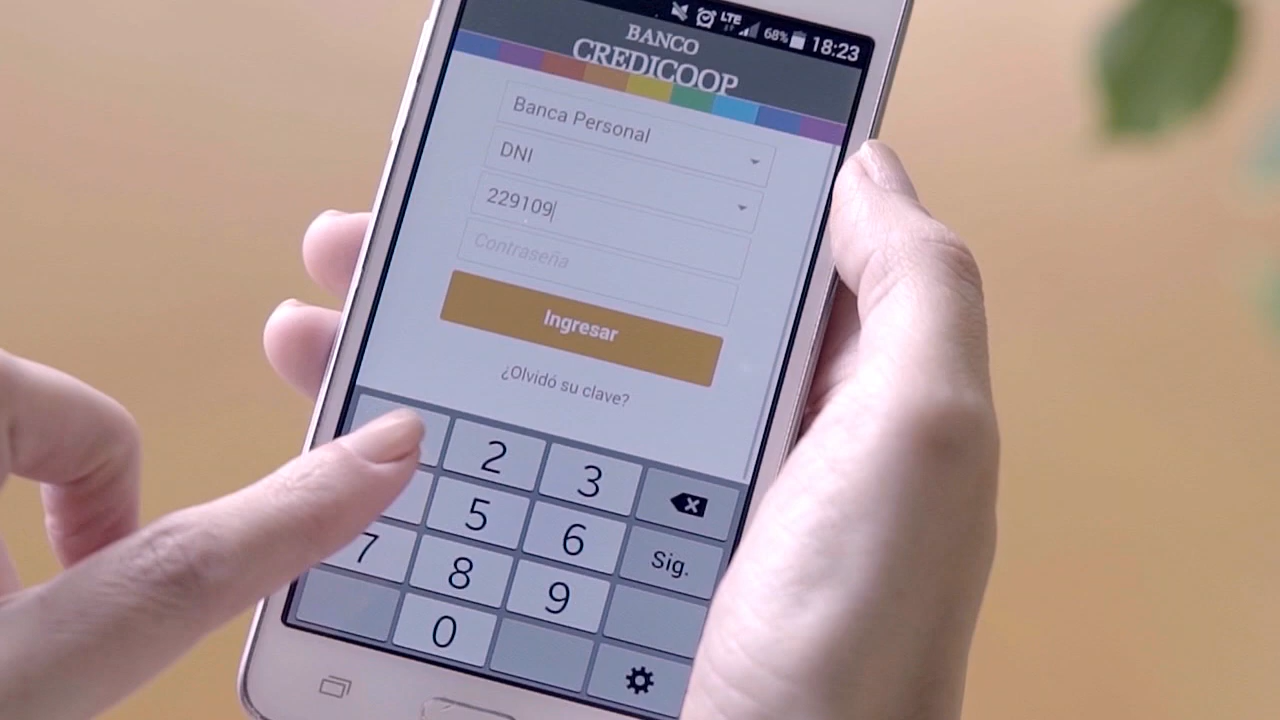 LTE 68% 18:23
BANCO
CREDICOOP
Banca Personal
DNI
229109
Contraseña
Ingresar
¿Olvidó su clave?
2 3
5 6 Sig.
7 8 9
0